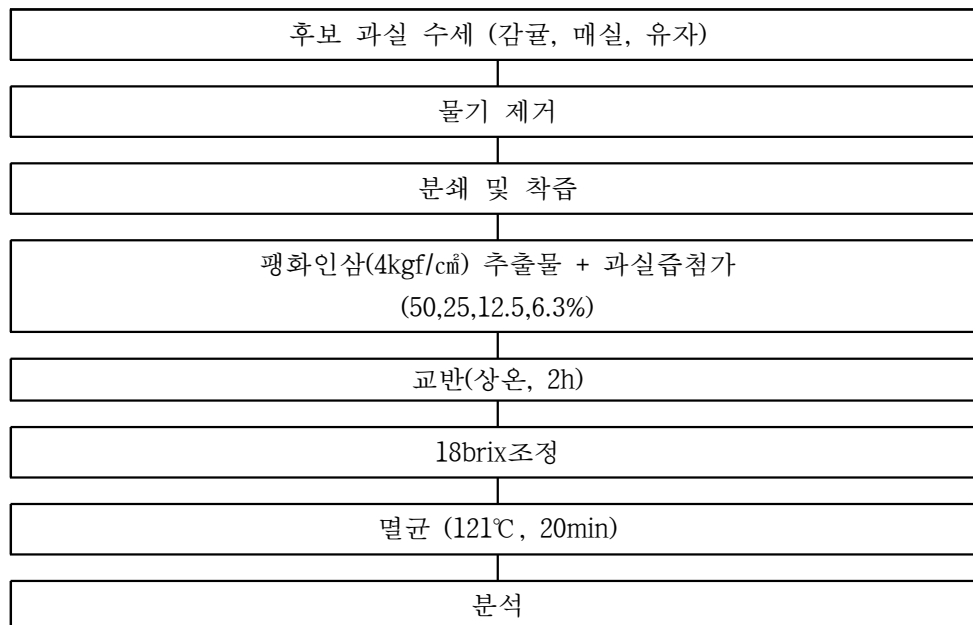 후보 과실 수세 (감귤, 매실, 유자)
물기 제거
분쇄 및 착즙
팽화인삼(4kgf/㎠) 추출물 + 과실즙첨가
(50,25,12.5,6.3%)
교반(상온, 2h)
18brix조정
멸균 (121℃, 20min)
분석